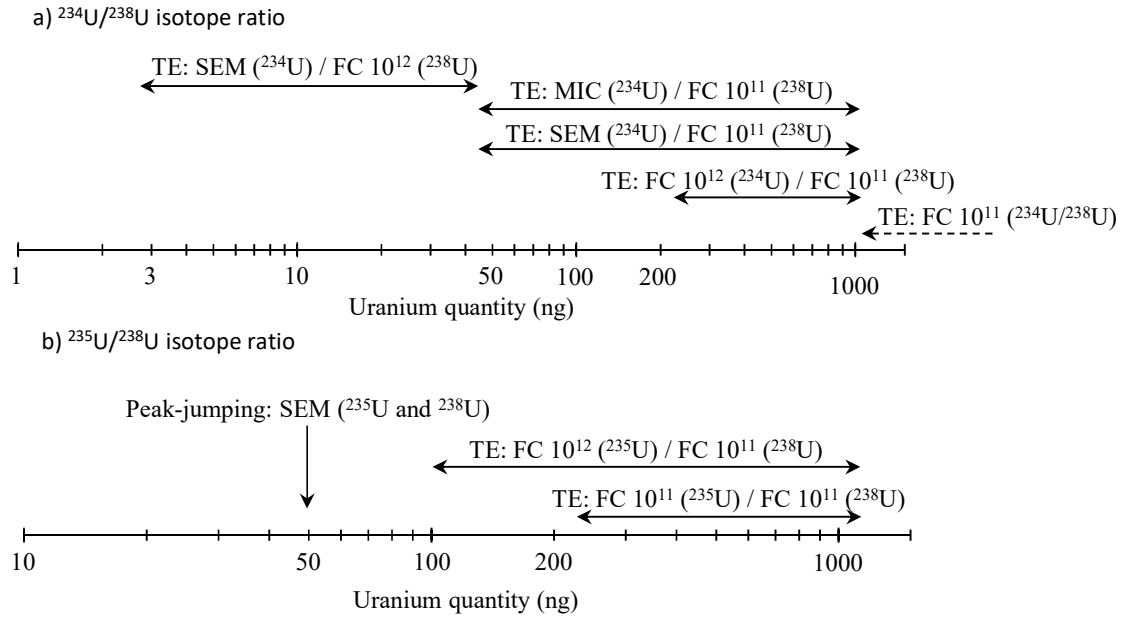 a) ²³⁴U/²³⁸U isotope ratio
TE: SEM (²³⁴U) / FC 10¹² (²³⁸U)
TE: MIC (²³⁴U) / FC 10¹¹ (²³⁸U)
TE: SEM (²³⁴U) / FC 10¹¹ (²³⁸U)
TE: FC 10¹² (²³⁴U) / FC 10¹¹ (²³⁸U)
TE: FC 10¹¹ (²³⁴U/²³⁸U)
1 3 10 50 100 200 1000
Uranium quantity (ng)
b) ²³⁵U/²³⁸U isotope ratio
Peak-jumping: SEM (²³⁵U and ²³⁸U)
TE: FC 10¹² (²³⁵U) / FC 10¹¹ (²³⁸U)
TE: FC 10¹¹ (²³⁵U) / FC 10¹¹ (²³⁸U)
10 50 100 200 1000
Uranium quantity (ng)